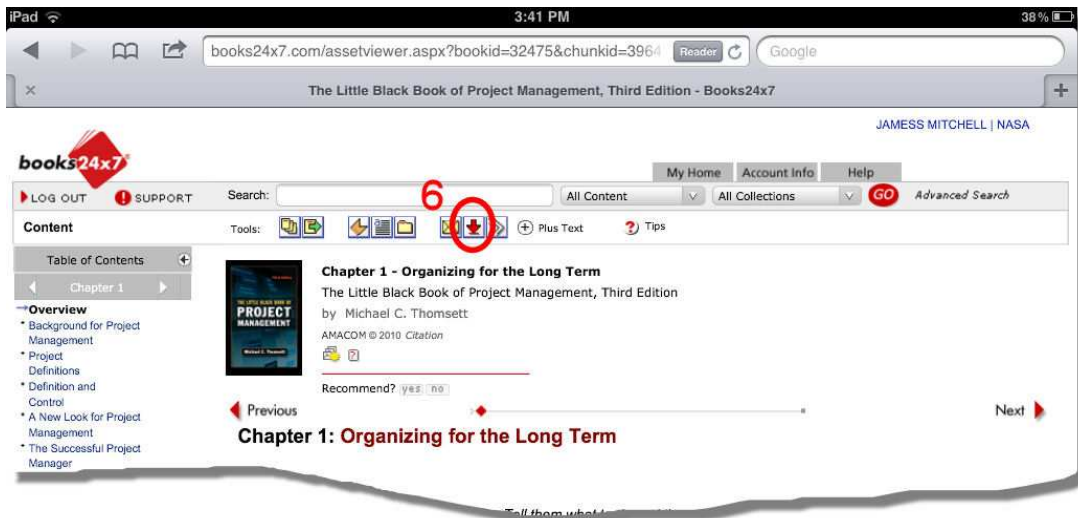 iPad 3:41 PM 38%
books24x7.com/assetviewer.aspx?bookid=32475&chunkid=3964 Reader Google
The Little Black Book of Project Management, Third Edition - Books24x7
JAMESS MITCHELL | NASA
books24x7
My Home Account Info Help
LOG OUT SUPPORT Search: All Content All Collections GO Advanced Search
6
Content Tools: Plus Text Tips
Table of Contents
Chapter 1
Overview
Background for Project
Management
Project
Definitions
Definition and
Control
A New Look for Project
Management
The Successful Project
Manager
PROJECT
MANAGEMENT
Chapter 1 - Organizing for the Long Term
The Little Black Book of Project Management, Third Edition
by Michael C. Thomsett
AMACOM © 2010 Citation
Recommend? yes no
Previous Next
Chapter 1: Organizing for the Long Term